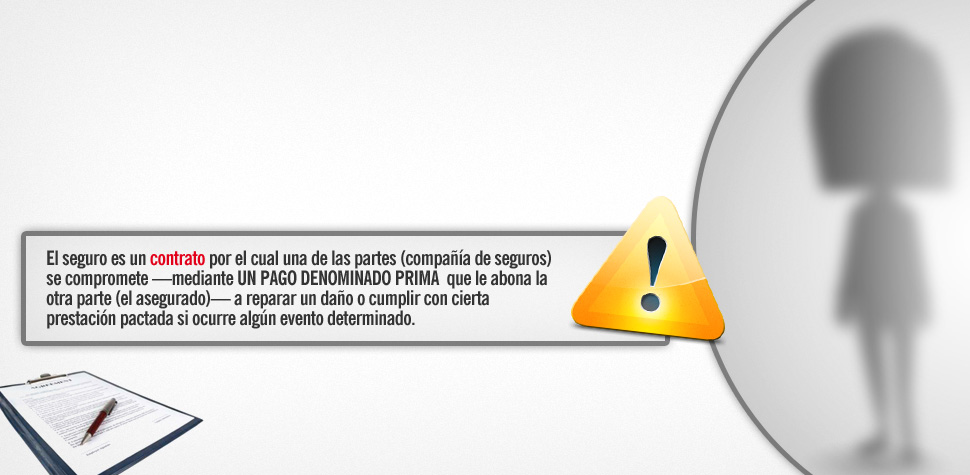 El seguro es un contrato por el cual una de las partes (compañía de seguros)
se compromete —mediante UN PAGO DENOMINADO PRIMA que le abona la
otra parte (el asegurado)— a reparar un daño o cumplir con cierta
prestación pactada si ocurre algún evento determinado.
AGREEMENT